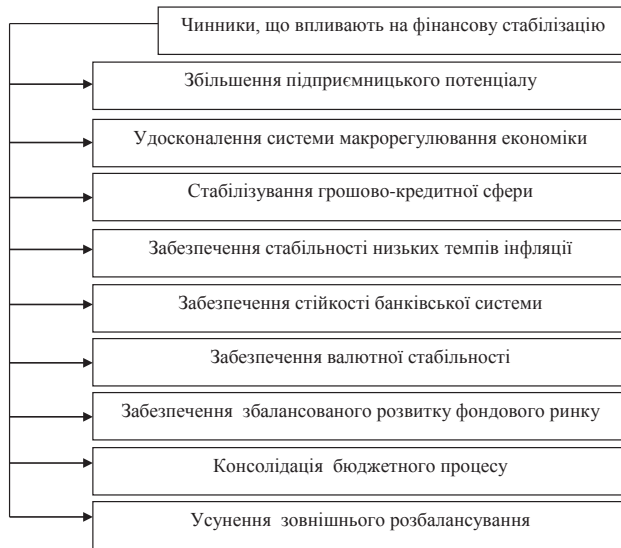 Чинники, що впливають на фінансову стабілізацію
Збільшення підприємницького потенціалу
Удосконалення системи макрорегулювання економіки
Стабілізування грошово-кредитної сфери
Забезпечення стабільності низьких темпів інфляції
Забезпечення стійкості банківської системи
Забезпечення валютної стабільності
Забезпечення збалансованого розвитку фондового ринку
Консолідація бюджетного процесу
Усунення зовнішнього розбалансування